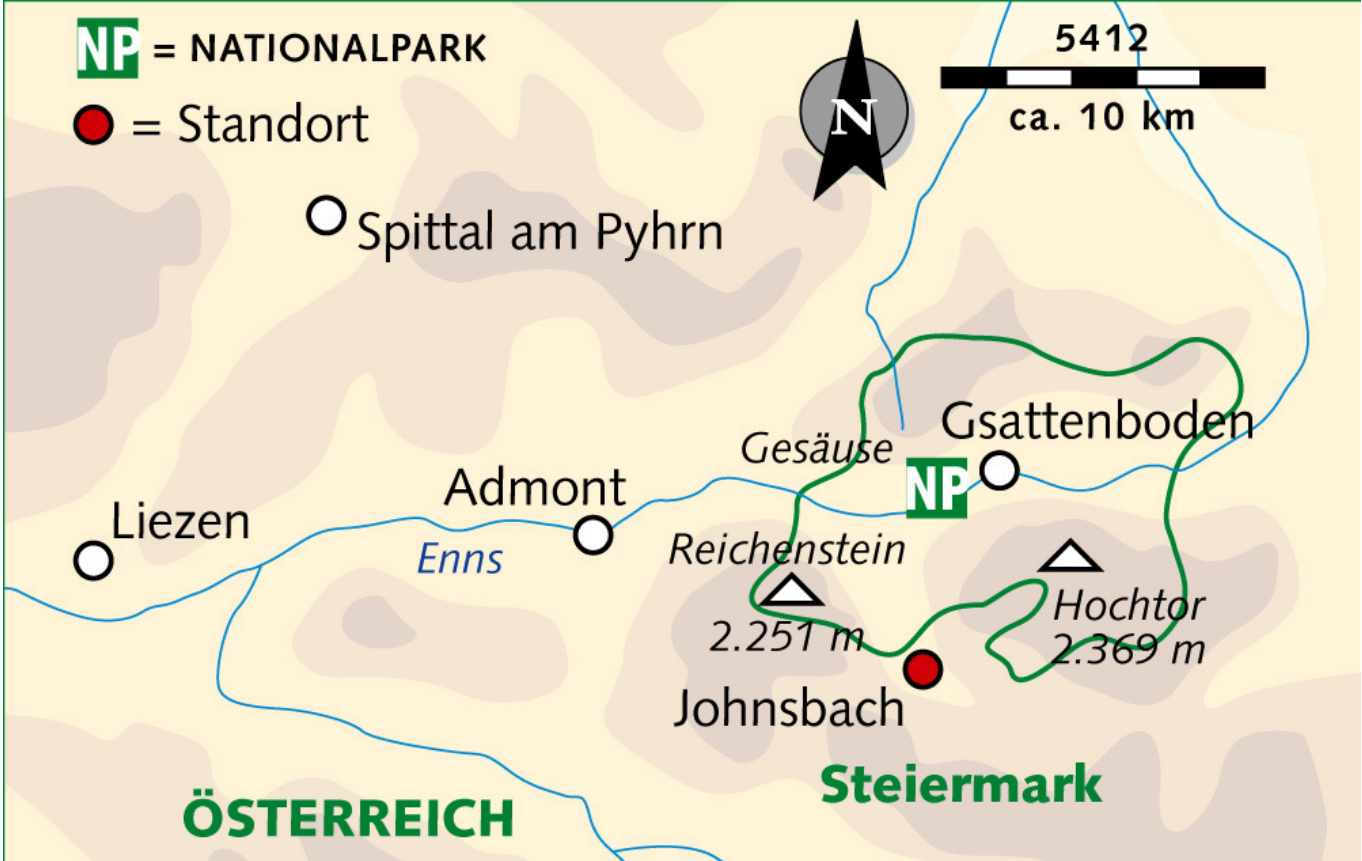 NP = NATIONALPARK
= Standort
N
5412
ca. 10 km
Spittal am Pyhrn
Gsattenboden
Gesäuse
NP
Admont
Liezen
Enns
Reichenstein
2.251 m
Hochtor
2.369 m
Johnsbach
Steiermark
ÖSTERREICH